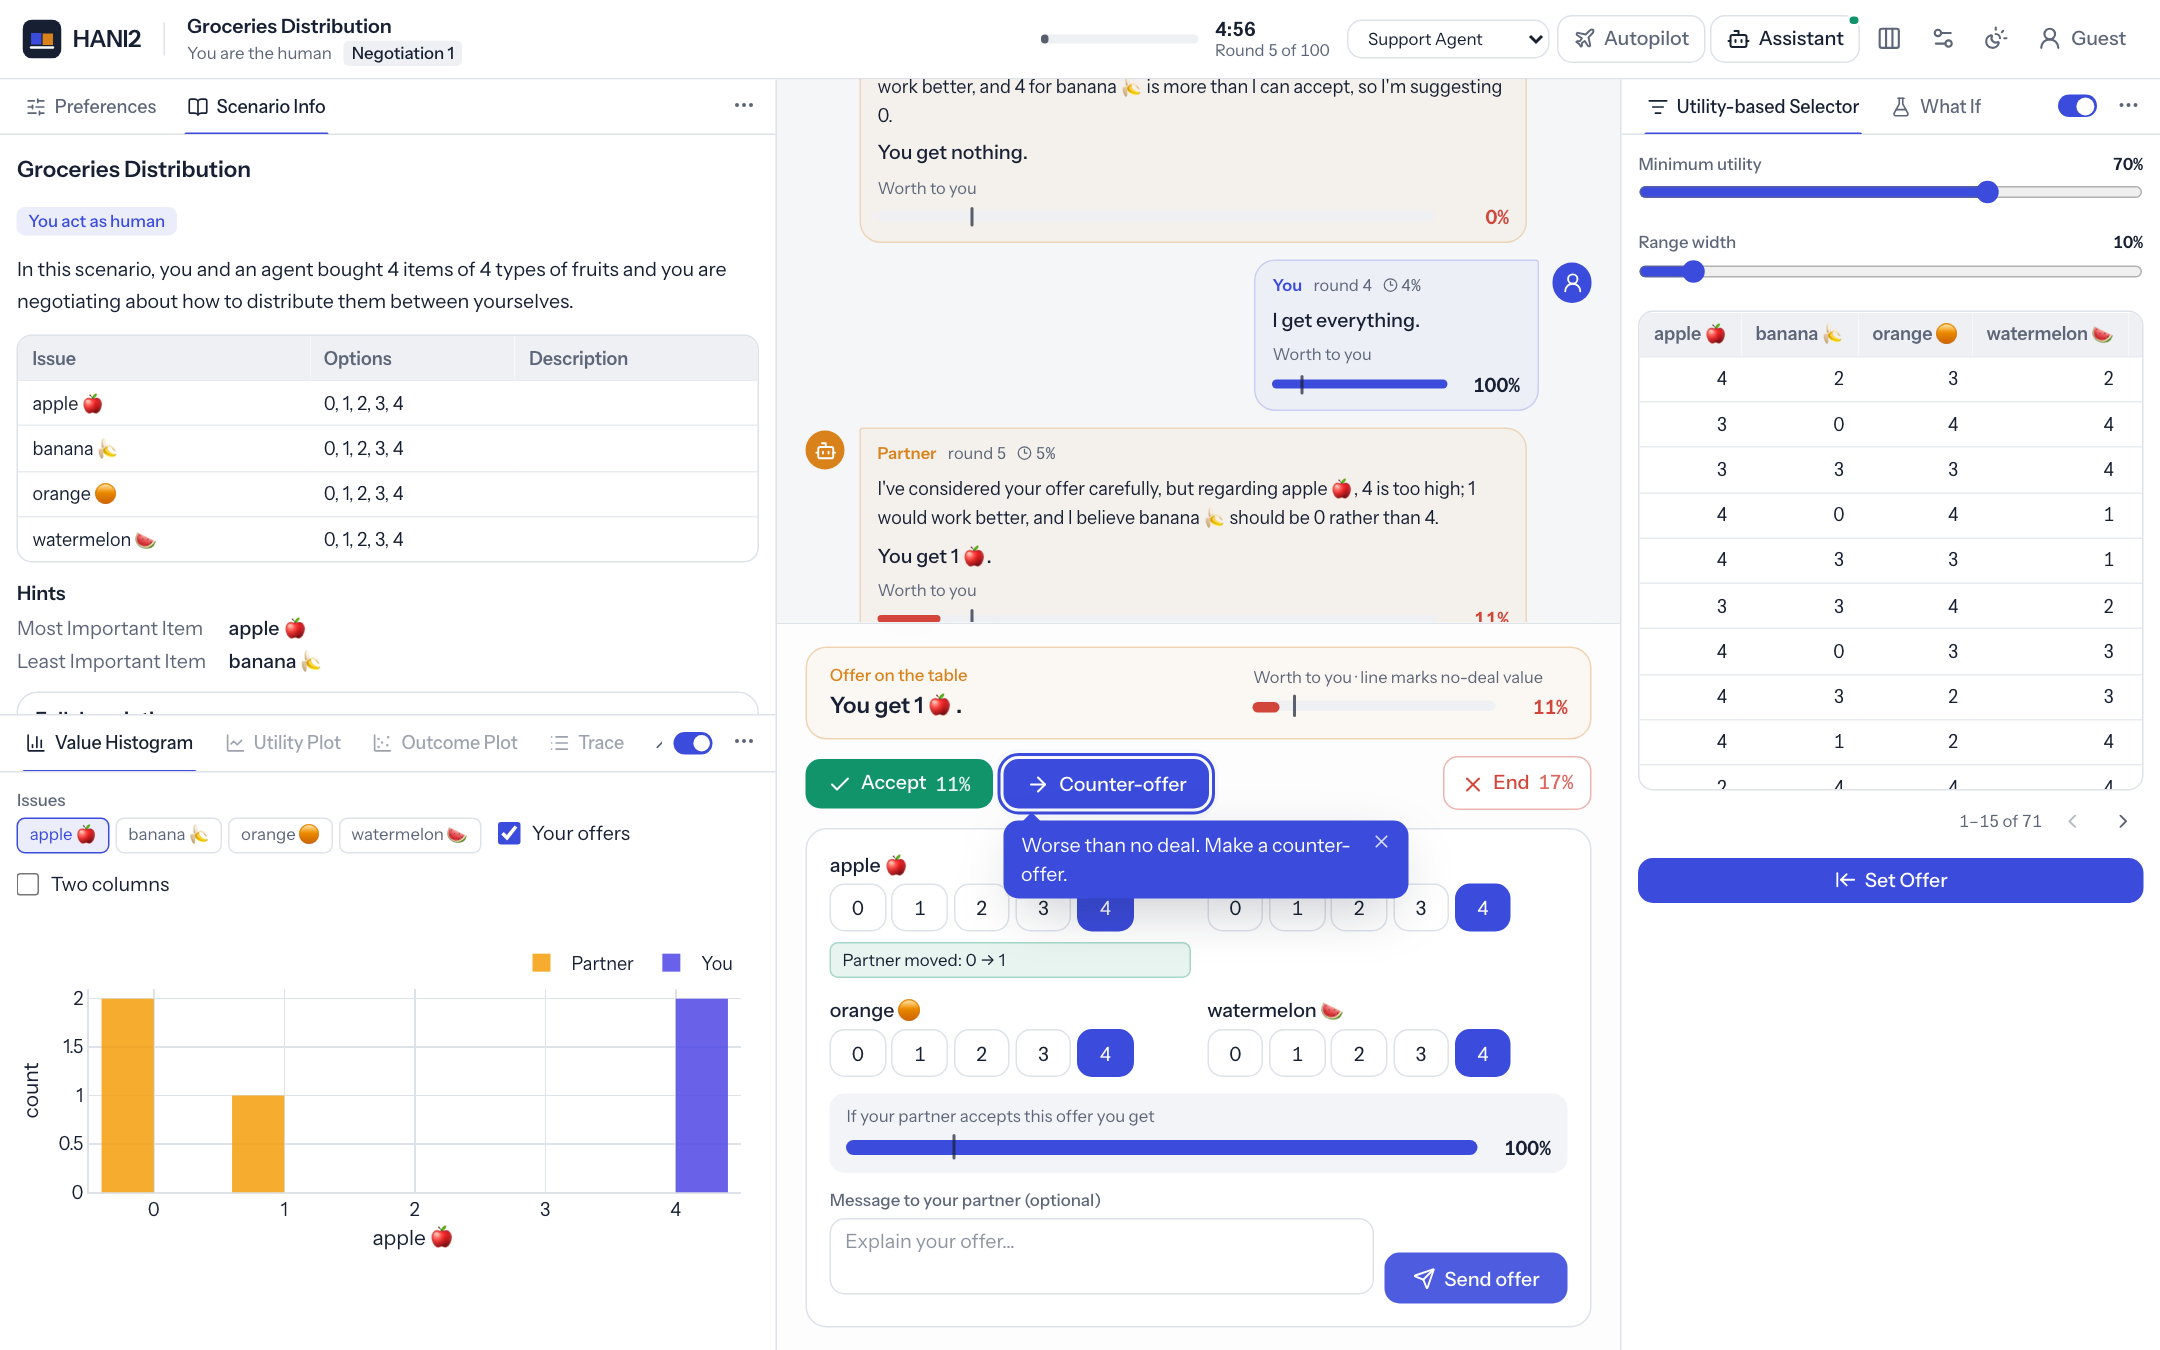 HANI2
Groceries Distribution
You are the human Negotiation 1
4:56
Round 5 of 100
Support Agent
Autopilot
Assistant
Guest
Preferences
Scenario Info
Groceries Distribution
You act as human
In this scenario, you and an agent bought 4 items of 4 types of fruits and you are
negotiating about how to distribute them between yourselves.
Issue Options Description
apple 🍎 0, 1, 2, 3, 4
banana 🍌 0, 1, 2, 3, 4
orange 🟠 0, 1, 2, 3, 4
watermelon 🍉 0, 1, 2, 3, 4
Hints
Most Important Item apple 🍎
Least Important Item banana 🍌
Value Histogram
Utility Plot
Outcome Plot
Trace
Issues
apple 🍎 banana 🍌 orange 🟠 watermelon 🍉 Your offers
Two columns
Partner You
2
1.5
1
0.5
0
count
0 1 2 3 4
apple 🍎
work better, and 4 for banana 🍌 is more than I can accept, so I'm suggesting
0.
You get nothing.
Worth to you
0%
You round 4 4%
I get everything.
Worth to you
100%
Partner round 5 5%
I've considered your offer carefully, but regarding apple 🍎, 4 is too high; 1
would work better, and I believe banana 🍌 should be 0 rather than 4.
You get 1 🍎.
Worth to you
11%
Offer on the table
You get 1 🍎 .
Worth to you · line marks no-deal value
11%
Accept 11%
Counter-offer
End 17%
Worse than no deal. Make a counter-
offer.
apple 🍎
0 1 2 3 4
0 1 2 3 4
Partner moved: 0 → 1
orange 🟠
0 1 2 3 4
watermelon 🍉
0 1 2 3 4
If your partner accepts this offer you get
100%
Message to your partner (optional)
Explain your offer...
Send offer
Utility-based Selector
What If
Minimum utility 70%
Range width 10%
apple 🍎 banana 🍌 orange 🟠 watermelon 🍉
4 2 3 2
3 0 4 4
3 3 3 4
4 0 4 1
4 3 3 1
3 3 4 2
4 0 3 3
4 3 2 3
4 1 2 4
2 4 4 4
1–15 of 71
Set Offer